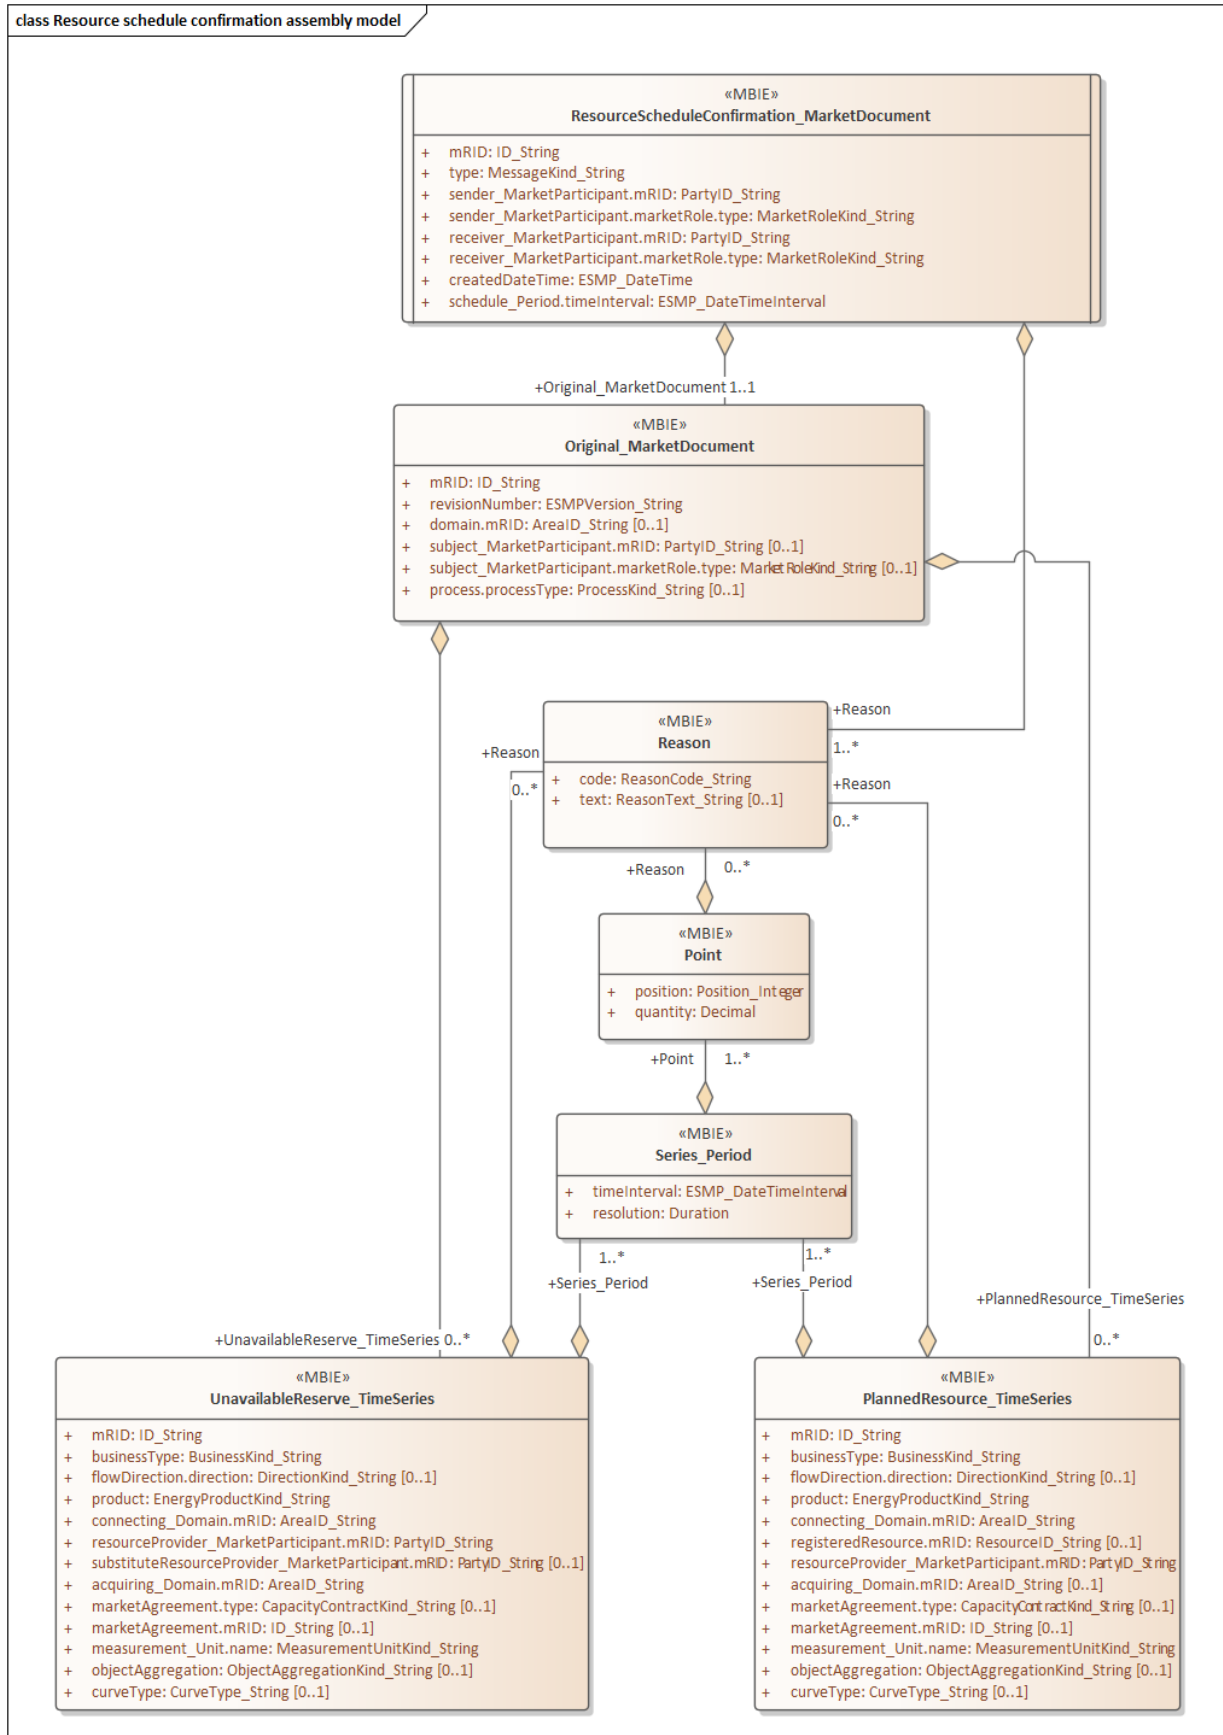 class Resource schedule confirmation assembly model
«MBIE»
ResourceScheduleConfirmation_MarketDocument
+ mRID: ID_String
+ type: MessageKind_String
+ sender_MarketParticipant.mRID: PartyID_String
+ sender_MarketParticipant.marketRole.type: MarketRoleKind_String
+ receiver_MarketParticipant.mRID: PartyID_String
+ receiver_MarketParticipant.marketRole.type: MarketRoleKind_String
+ createdDateTime: ESMP_DateTime
+ schedule_Period.timeInterval: ESMP_DateTimeInterval
+Original_MarketDocument 1..1
«MBIE»
Original_MarketDocument
+ mRID: ID_String
+ revisionNumber: ESMPVersion_String
+ domain.mRID: AreaID_String [0..1]
+ subject_MarketParticipant.mRID: PartyID_String [0..1]
+ subject_MarketParticipant.marketRole.type: MarketRoleKind_String [0..1]
+ process.processType: ProcessKind_String [0..1]
+Reason
1..*
+Reason
0..*
+Reason
0..*
«MBIE»
Reason
+ code: ReasonCode_String
+ text: ReasonText_String [0..1]
+Reason 0..*
«MBIE»
Point
+ position: Position_Integer
+ quantity: Decimal
+Point 1..*
«MBIE»
Series_Period
+ timeInterval: ESMP_DateTimeInterval
+ resolution: Duration
1..*
+Series_Period
1..*
+Series_Period
+PlannedResource_TimeSeries
0..*
+UnavailableReserve_TimeSeries 0..*
«MBIE»
UnavailableReserve_TimeSeries
+ mRID: ID_String
+ businessType: BusinessKind_String
+ flowDirection.direction: DirectionKind_String [0..1]
+ product: EnergyProductKind_String
+ connecting_Domain.mRID: AreaID_String
+ resourceProvider_MarketParticipant.mRID: PartyID_String
+ substituteResourceProvider_MarketParticipant.mRID: PartyID_String [0..1]
+ acquiring_Domain.mRID: AreaID_String
+ marketAgreement.type: CapacityContractKind_String [0..1]
+ marketAgreement.mRID: ID_String [0..1]
+ measurement_Unit.name: MeasurementUnitKind_String
+ objectAggregation: ObjectAggregationKind_String [0..1]
+ curveType: CurveType_String [0..1]
«MBIE»
PlannedResource_TimeSeries
+ mRID: ID_String
+ businessType: BusinessKind_String
+ flowDirection.direction: DirectionKind_String [0..1]
+ product: EnergyProductKind_String
+ connecting_Domain.mRID: AreaID_String
+ registeredResource.mRID: ResourceID_String [0..1]
+ resourceProvider_MarketParticipant.mRID: PartyID_String
+ acquiring_Domain.mRID: AreaID_String [0..1]
+ marketAgreement.type: CapacityContractKind_String [0..1]
+ marketAgreement.mRID: ID_String [0..1]
+ measurement_Unit.name: MeasurementUnitKind_String
+ objectAggregation: ObjectAggregationKind_String [0..1]
+ curveType: CurveType_String [0..1]